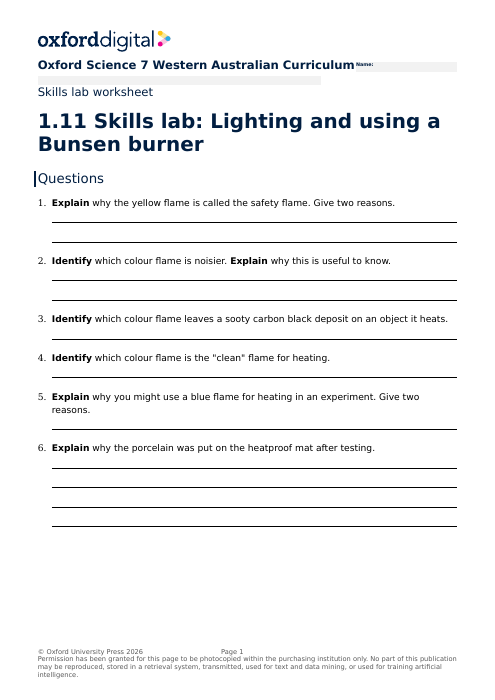 oxforddigital
Oxford Science 7 Western Australian Curriculum Name:
Skills lab worksheet
1.11 Skills lab: Lighting and using a
Bunsen burner
Questions
1. Explain why the yellow flame is called the safety flame. Give two reasons.
2. Identify which colour flame is noisier. Explain why this is useful to know.
3. Identify which colour flame leaves a sooty carbon black deposit on an object it heats.
4. Identify which colour flame is the "clean" flame for heating.
5. Explain why you might use a blue flame for heating in an experiment. Give two
reasons.
6. Explain why the porcelain was put on the heatproof mat after testing.
© Oxford University Press 2026 Page 1
Permission has been granted for this page to be photocopied within the purchasing institution only. No part of this publication
may be reproduced, stored in a retrieval system, transmitted, used for text and data mining, or used for training artificial
intelligence.